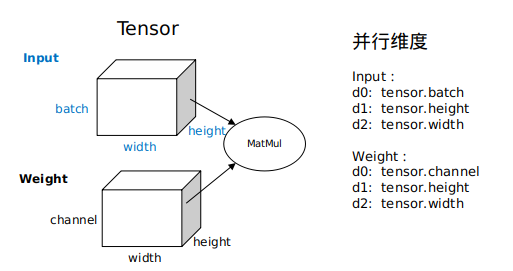 Tensor
Input
batch
width
height
Weight
channel
width
height
MatMul
并行维度
Input :
d0: tensor.batch
d1: tensor.height
d2: tensor.width
Weight :
d0: tensor.channel
d1: tensor.height
d2: tensor.width